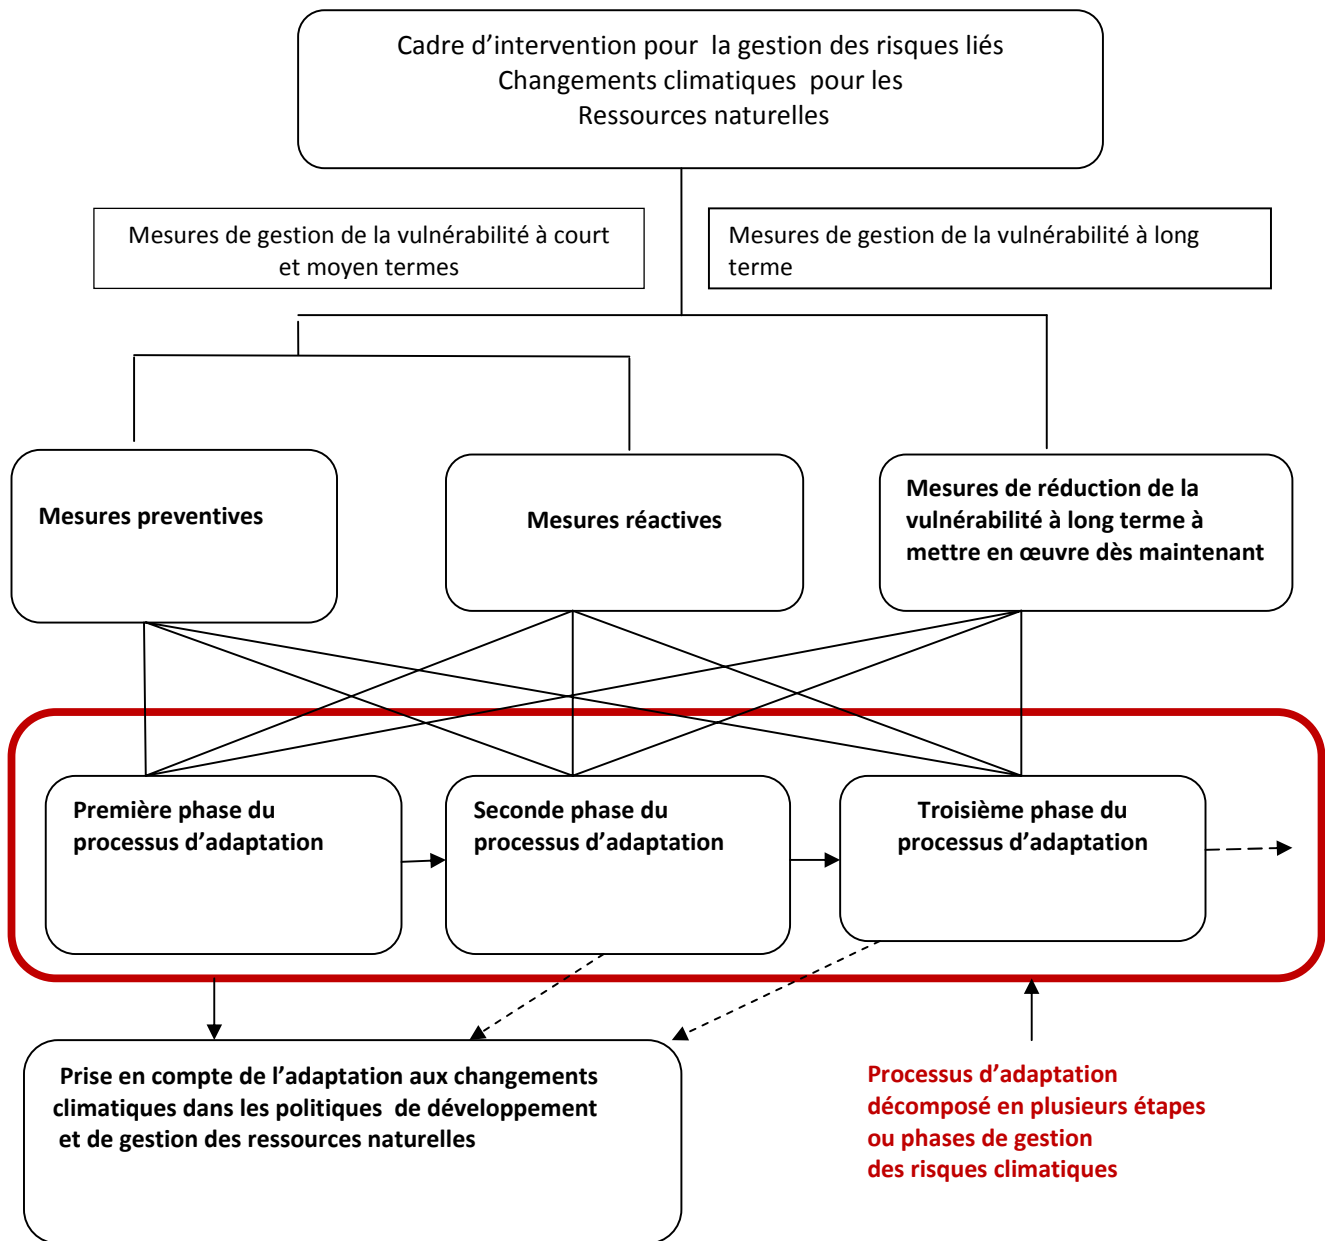 Cadre d’intervention pour la gestion des risques liés
Changements climatiques pour les
Ressources naturelles
Mesures de gestion de la vulnérabilité à court
et moyen termes
Mesures de gestion de la vulnérabilité à long
terme
Mesures preventives
Mesures réactives
Mesures de réduction de la
vulnérabilité à long terme à
mettre en œuvre dès maintenant
Première phase du
processus d’adaptation
Seconde phase du
processus d’adaptation
Troisième phase du
processus d’adaptation
Prise en compte de l’adaptation aux changements
climatiques dans les politiques de développement
et de gestion des ressources naturelles
Processus d’adaptation
décomposé en plusieurs étapes
ou phases de gestion
des risques climatiques